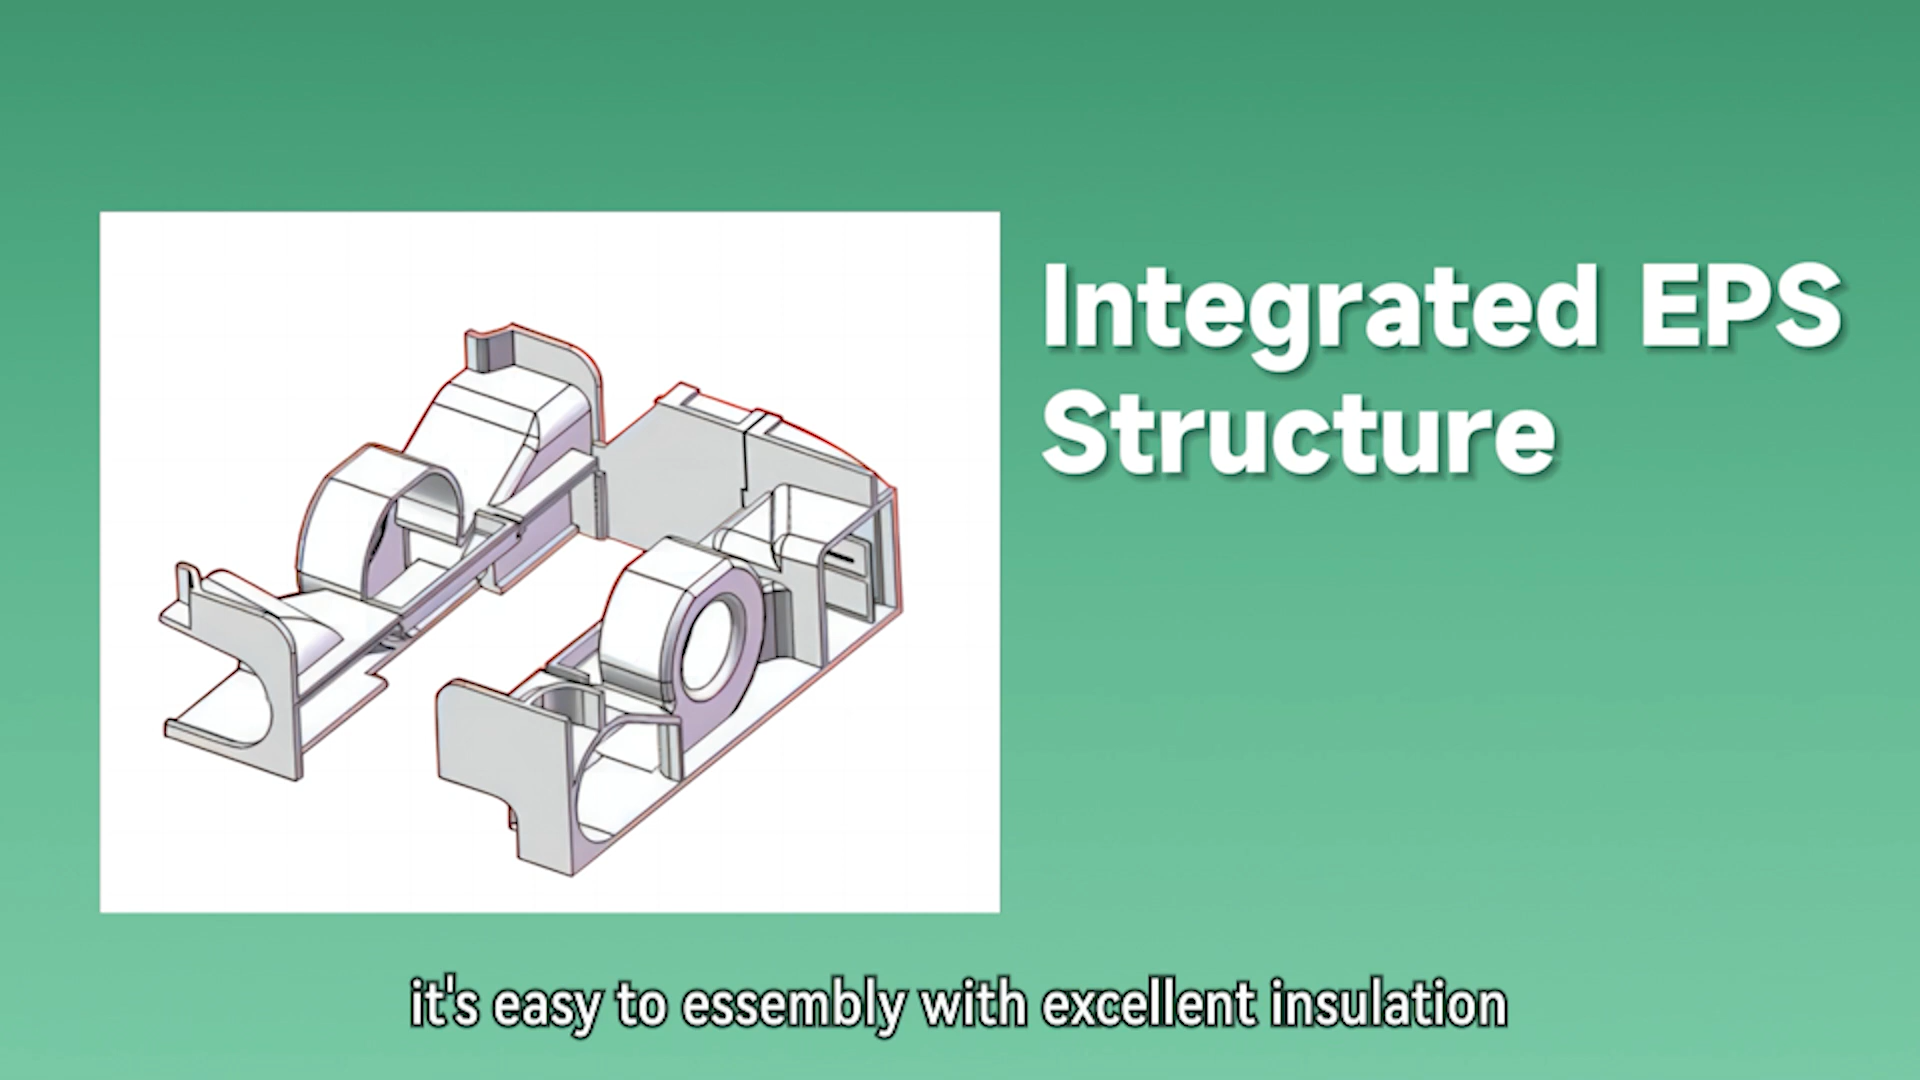 Integrated EPS
Structure
it's easy to essembly with excellent insulation